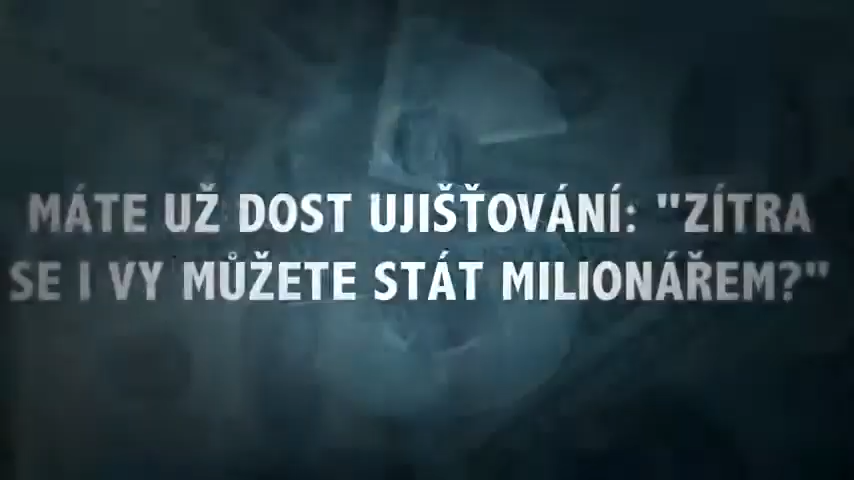 MÁTE UŽ DOST UJIŠŤOVÁNÍ: "ZÍTRA
SE I VY MŮŽETE STÁT MILIONÁŘEM?"